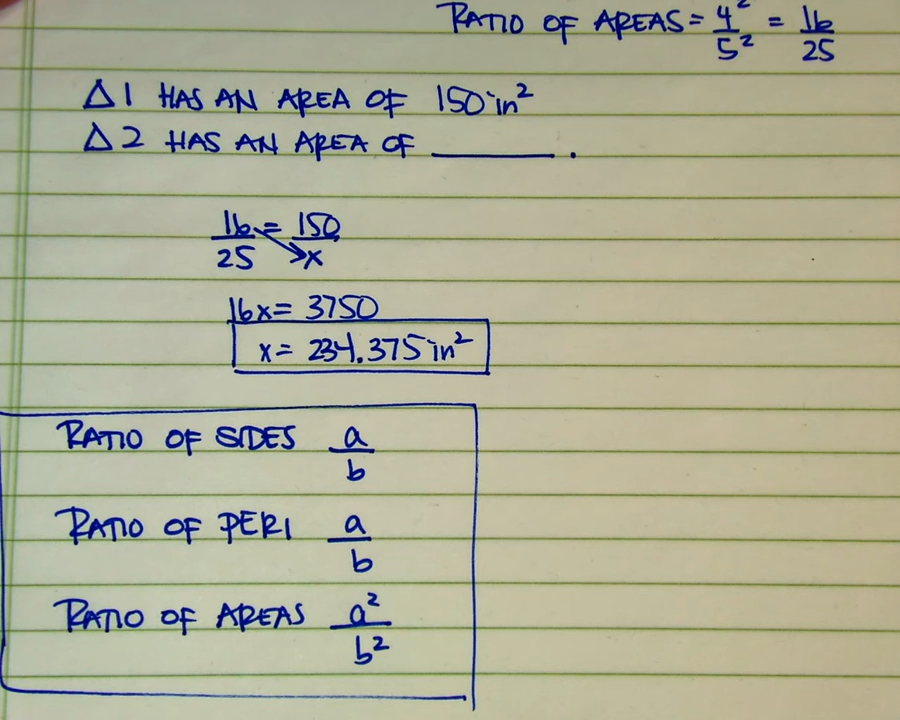 RATIO OF AREAS = 4²/5² = 16/25
Δ1 HAS AN AREA OF 150 in²
Δ2 HAS AN AREA OF ________ .
16/25 = 150/x
16x = 3750
x = 234.375 in²
RATIO OF SIDES a/b
RATIO OF PERI a/b
RATIO OF AREAS a²/b²